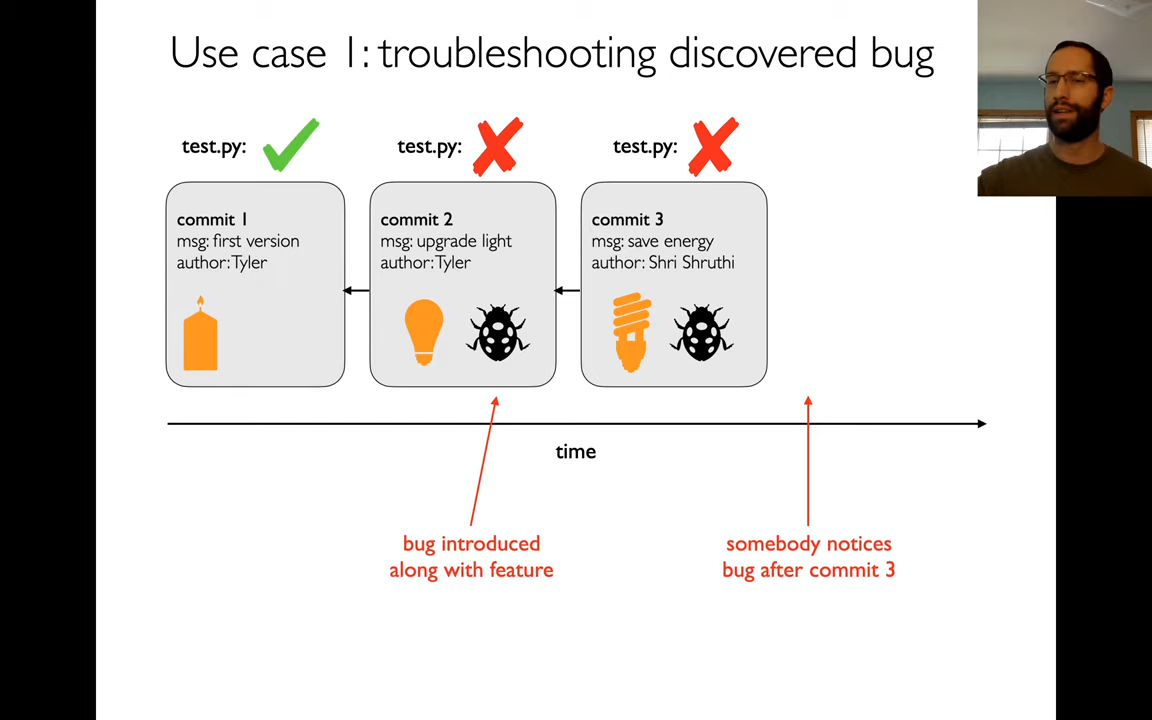 Use case 1: troubleshooting discovered bug
test.py:
test.py:
test.py:
commit 1
msg: first version
author: Tyler
commit 2
msg: upgrade light
author: Tyler
commit 3
msg: save energy
author: Shri Shruthi
time
bug introduced
along with feature
somebody notices
bug after commit 3